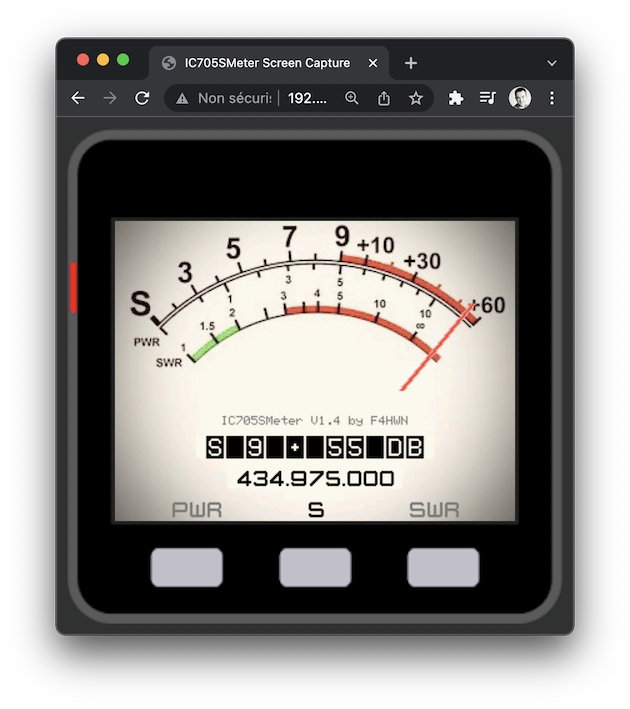 IC705SMeter Screen Capture
Non sécuris 192....
S 3 5 7 9 +10 +30 +60
PWR 1 3 5 10
SWR 1 1.5 2 3 4 5 10 ∞
IC705SMeter V1.4 by F4HWN
S 9 + 55 DB
434.975.000
PWR S SWR